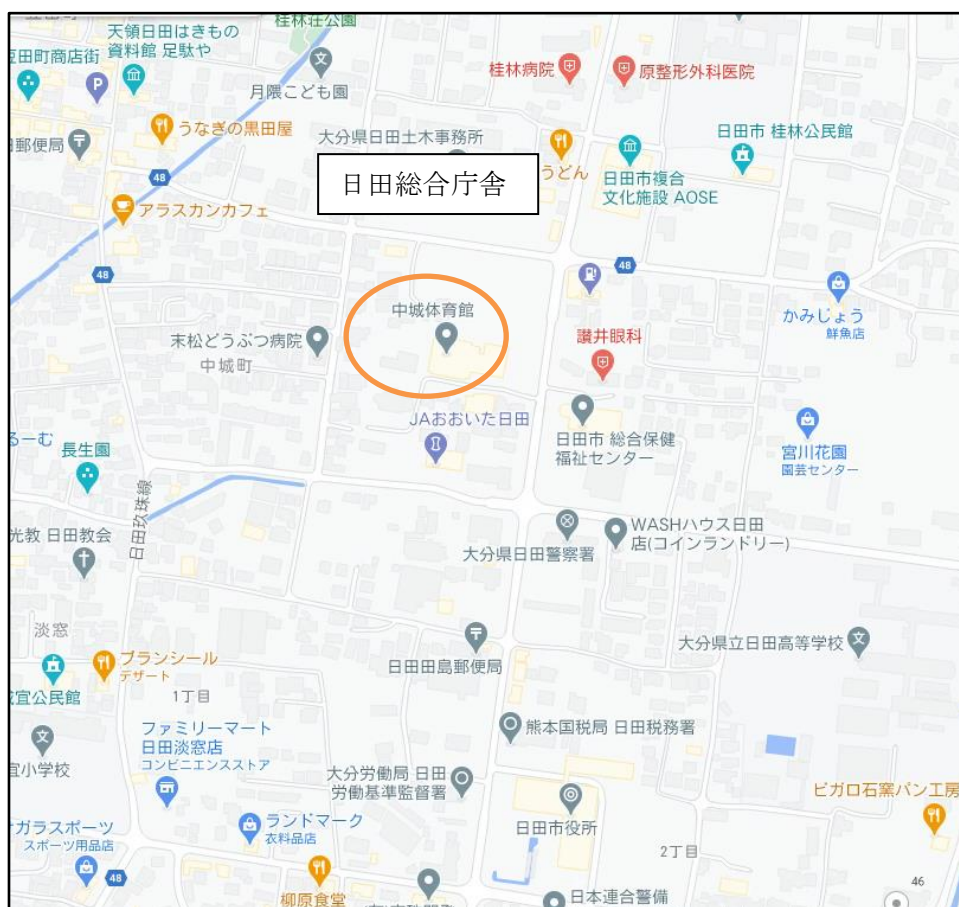 桂林荘公園
天領日田はきもの
資料館 足駄や
豆田町商店街
月隈こども園
桂林病院
原整形外科医院
うなぎの黒田屋
大分県日田土木事務所
日田市 桂林公民館
郵便局
うどん
日田総合庁舎
日田市複合
文化施設 AOSE
48
アラスカンカフェ
48
48
中城体育館
かみじょう
鮮魚店
末松どうぶつ病院
中城町
讃井眼科
JAおおいた日田
日田市 総合保健
福祉センター
宮川花園
園芸センター
るーむ
長生園
日田玖珠線
光教 日田教会
大分県日田警察署
WASHハウス日田
店(コインランドリー)
淡窓
大分県立日田高等学校
日田田島郵便局
ブランシール
デザート
宜公民館
1丁目
熊本国税局 日田税務署
ファミリーマート
日田淡窓店
コンビニエンスストア
宜小学校
大分労働局 日田
労働基準監督署
ビガロ石窯パン工房
日田市役所
ランドマーク
衣料品店
ガラスポーツ
スポーツ用品店
2丁目
48
46
柳原食堂
日本連合警備